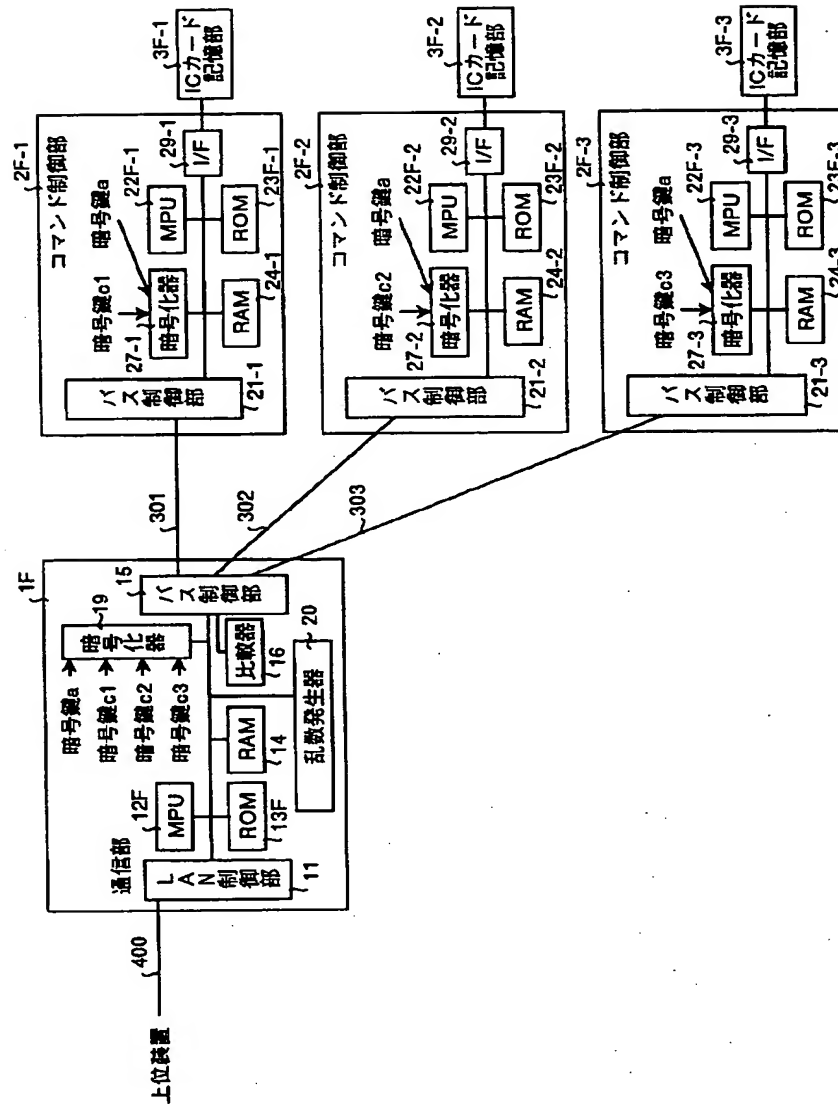 上位装置
400
1F
通信部
LAN制御部
11
12F
MPU
ROM
13F
RAM
14
暗号鍵a
暗号鍵c1
暗号鍵c2
暗号鍵c3
19
暗号化器
15
バス制御部
比較器
16
20
乱数発生器
301
302
303
2F-1
コマンド制御部
暗号鍵c1
暗号鍵a
27-1
暗号化器
22F-1
MPU
29-1
I/F
バス制御部
21-1
RAM
24-1
ROM
23F-1
3F-1
ICカード
記憶部
2F-2
コマンド制御部
暗号鍵c2
暗号鍵a
27-2
暗号化器
22F-2
MPU
29-2
I/F
バス制御部
21-2
RAM
24-2
ROM
23F-2
3F-2
ICカード
記憶部
2F-3
コマンド制御部
暗号鍵c3
暗号鍵a
27-3
暗号化器
22F-3
MPU
29-3
I/F
バス制御部
21-3
RAM
24-3
ROM
23F-3
3F-3
ICカード
記憶部